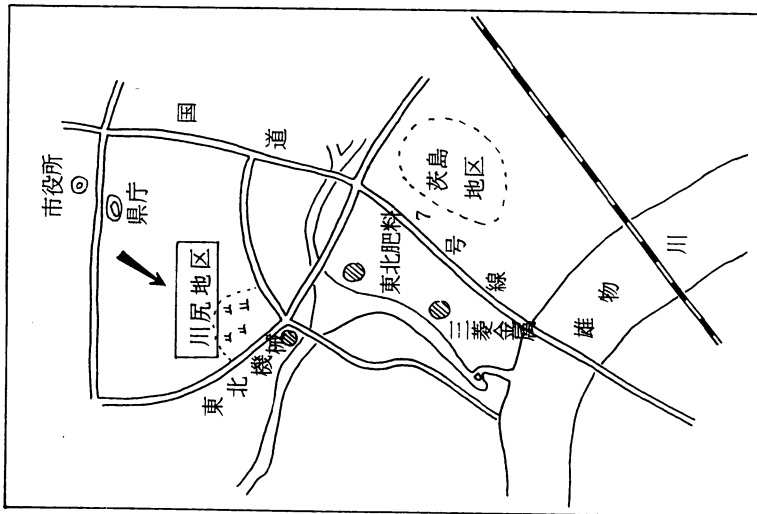 市役所
県庁
国道7号線
川尻地区
茨島
地区
東北肥料
三菱金属
東北機械
雄物川